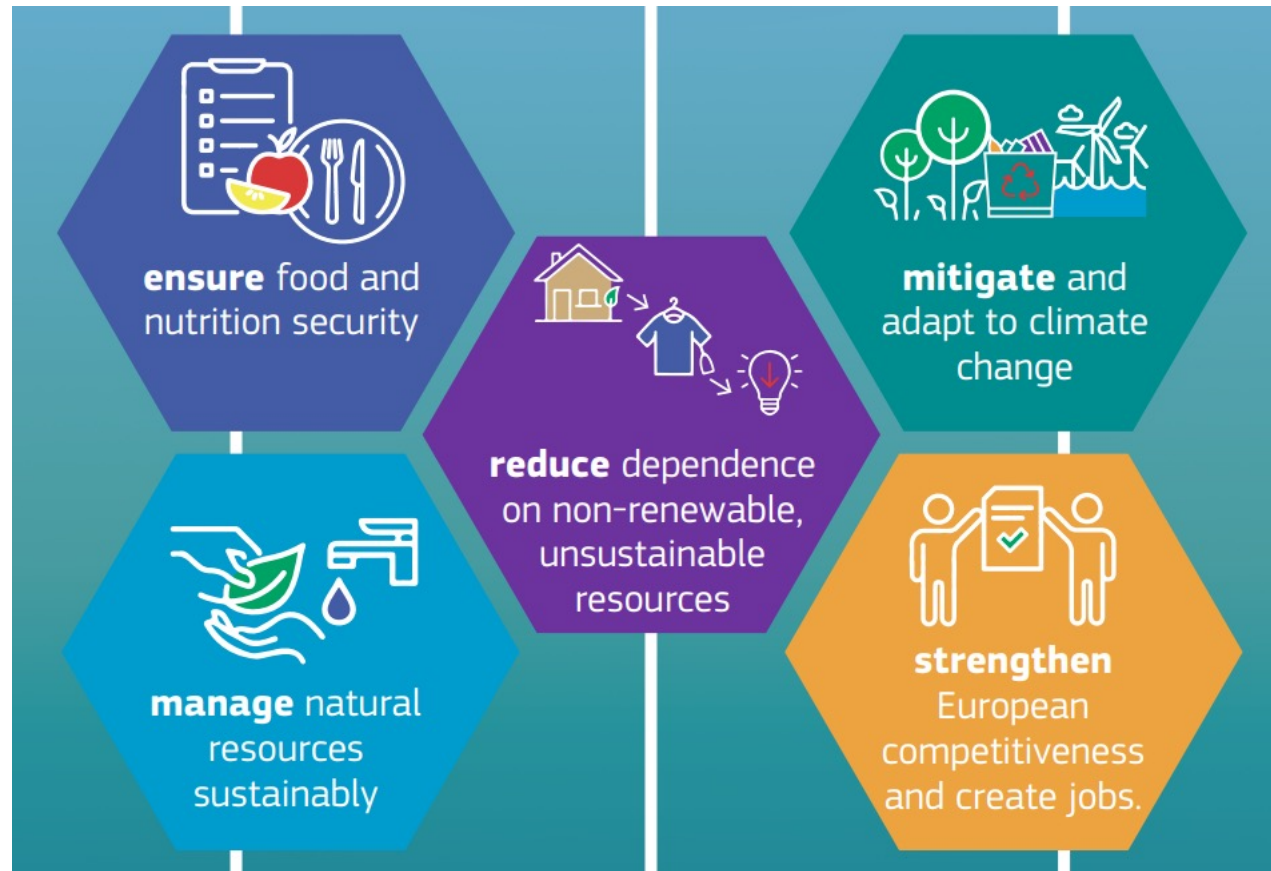 ensure food and
nutrition security
manage natural
resources
sustainably
reduce dependence
on non-renewable,
unsustainable
resources
mitigate and
adapt to climate
change
strengthen
European
competitiveness
and create jobs.